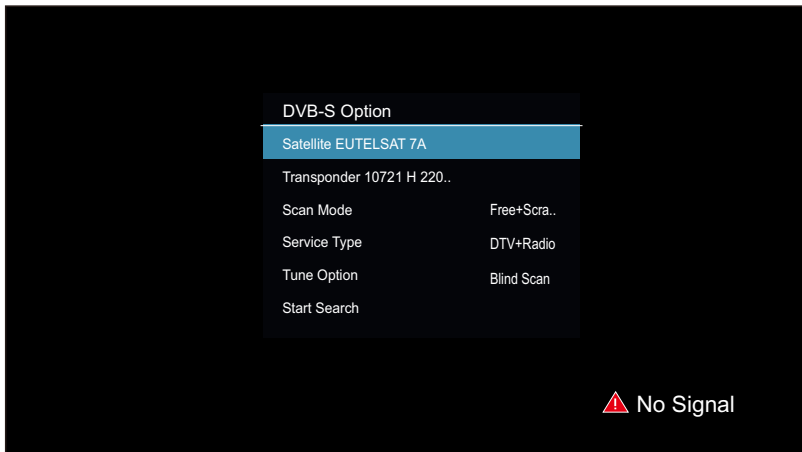 DVB-S Option
Satellite EUTELSAT 7A
Transponder 10721 H 220..
Scan Mode Free+Scra..
Service Type DTV+Radio
Tune Option Blind Scan
Start Search
No Signal